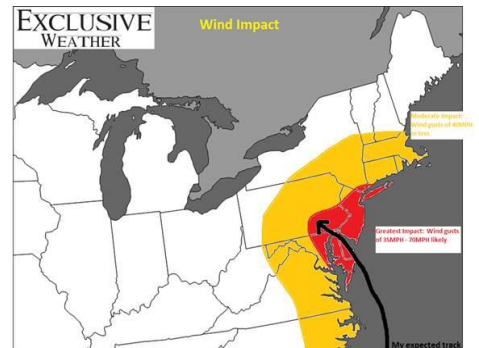 EXCLUSIVE
WEATHER
Wind Impact
Moderate Impact:
Wind gusts of 40MPH
or less
Greatest Impact: Wind gusts
of 35MPH - 70MPH likely
My expected track